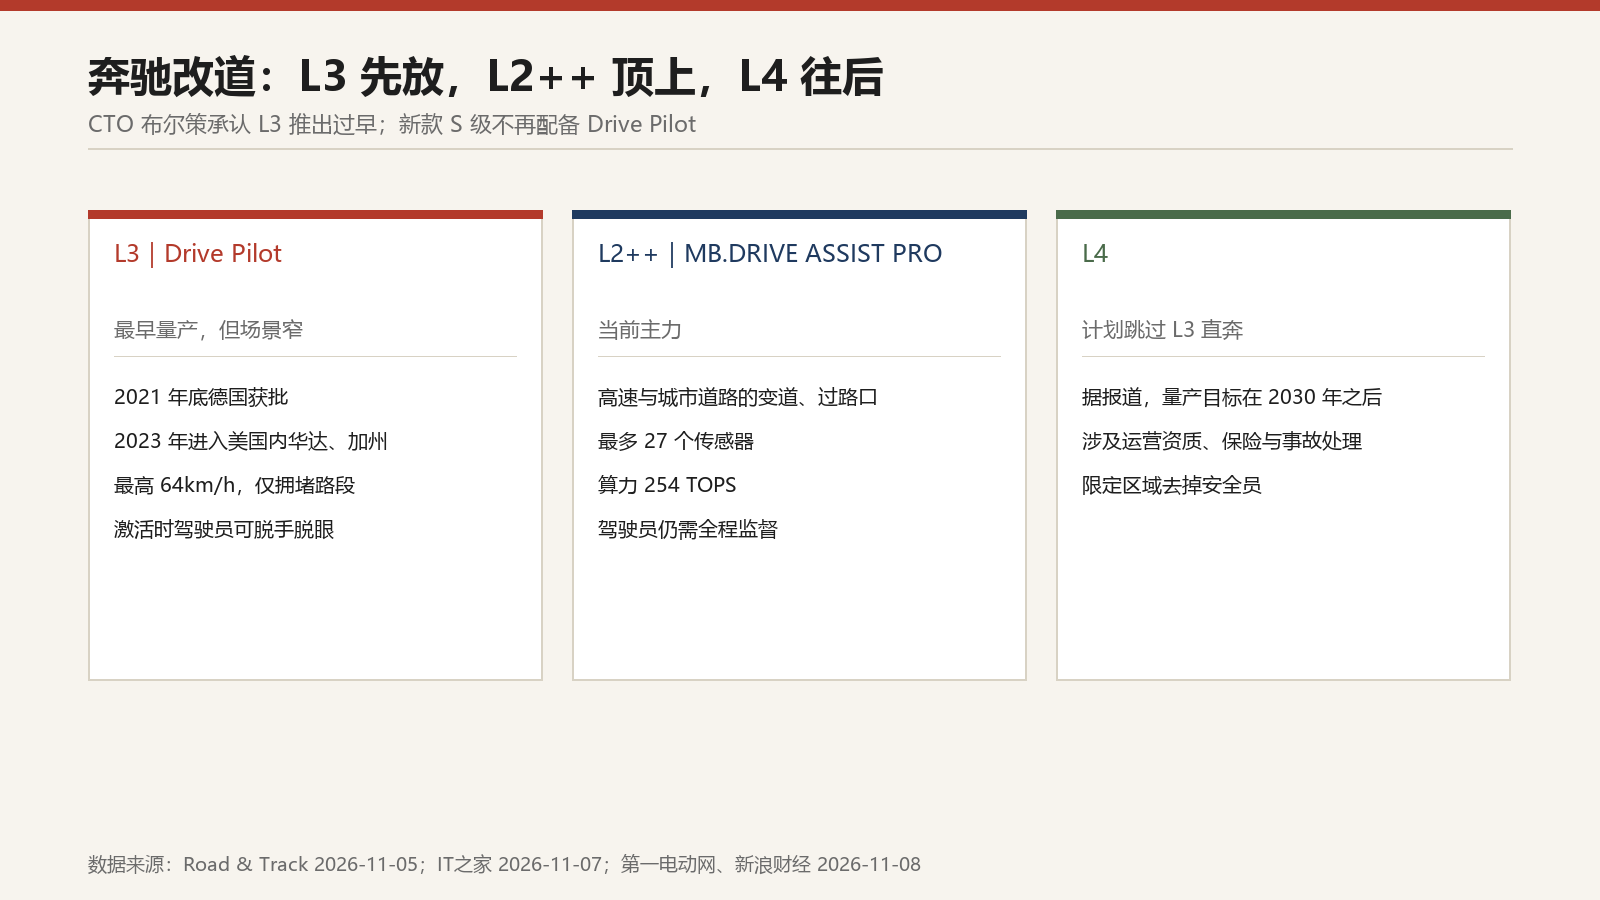 奔驰改道：L3 先放，L2++ 顶上，L4 往后
CTO 布尔策承认 L3 推出过早；新款 S 级不再配备 Drive Pilot
L3｜Drive Pilot
最早量产，但场景窄
2021 年底德国获批
2023 年进入美国内华达、加州
最高 64km/h，仅拥堵路段
激活时驾驶员可脱手脱眼
L2++｜MB.DRIVE ASSIST PRO
当前主力
高速与城市道路的变道、过路口
最多 27 个传感器
算力 254 TOPS
驾驶员仍需全程监督
L4
计划跳过 L3 直奔
据报道，量产目标在 2030 年之后
涉及运营资质、保险与事故处理
限定区域去掉安全员
数据来源：Road & Track 2026-11-05；IT之家 2026-11-07；第一电动网、新浪财经 2026-11-08